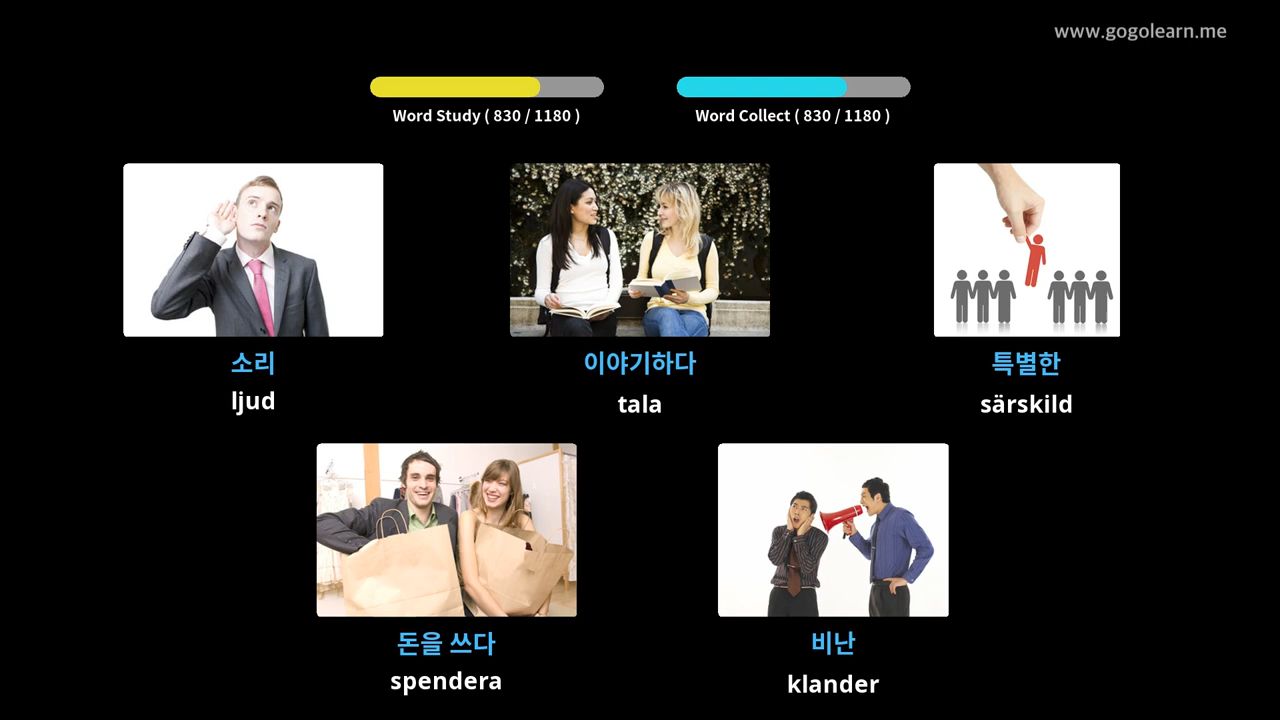 www.gogolearn.me
Word Study ( 830 / 1180 )
Word Collect ( 830 / 1180 )
소리
ljud
이야기하다
tala
특별한
särskild
돈을 쓰다
spendera
비난
klander